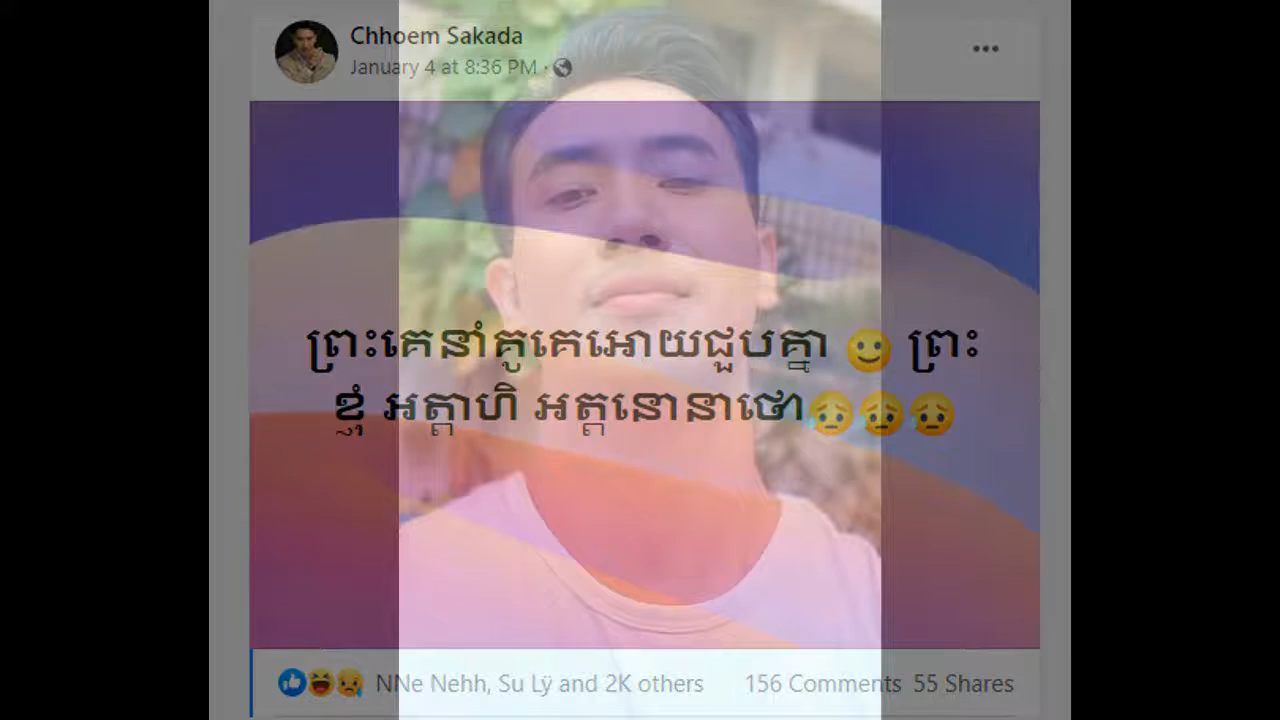 Chhoem Sakada
January 4 at 8:36 PM ·
ព្រះគេនាំគូគេអោយជួបគ្នា 🙂 ព្រះ
ខ្ញុំ អត្តាហិ អត្តនោនាថោ😥😥😥
NNe Nehh, Su Lÿ and 2K others 156 Comments 55 Shares